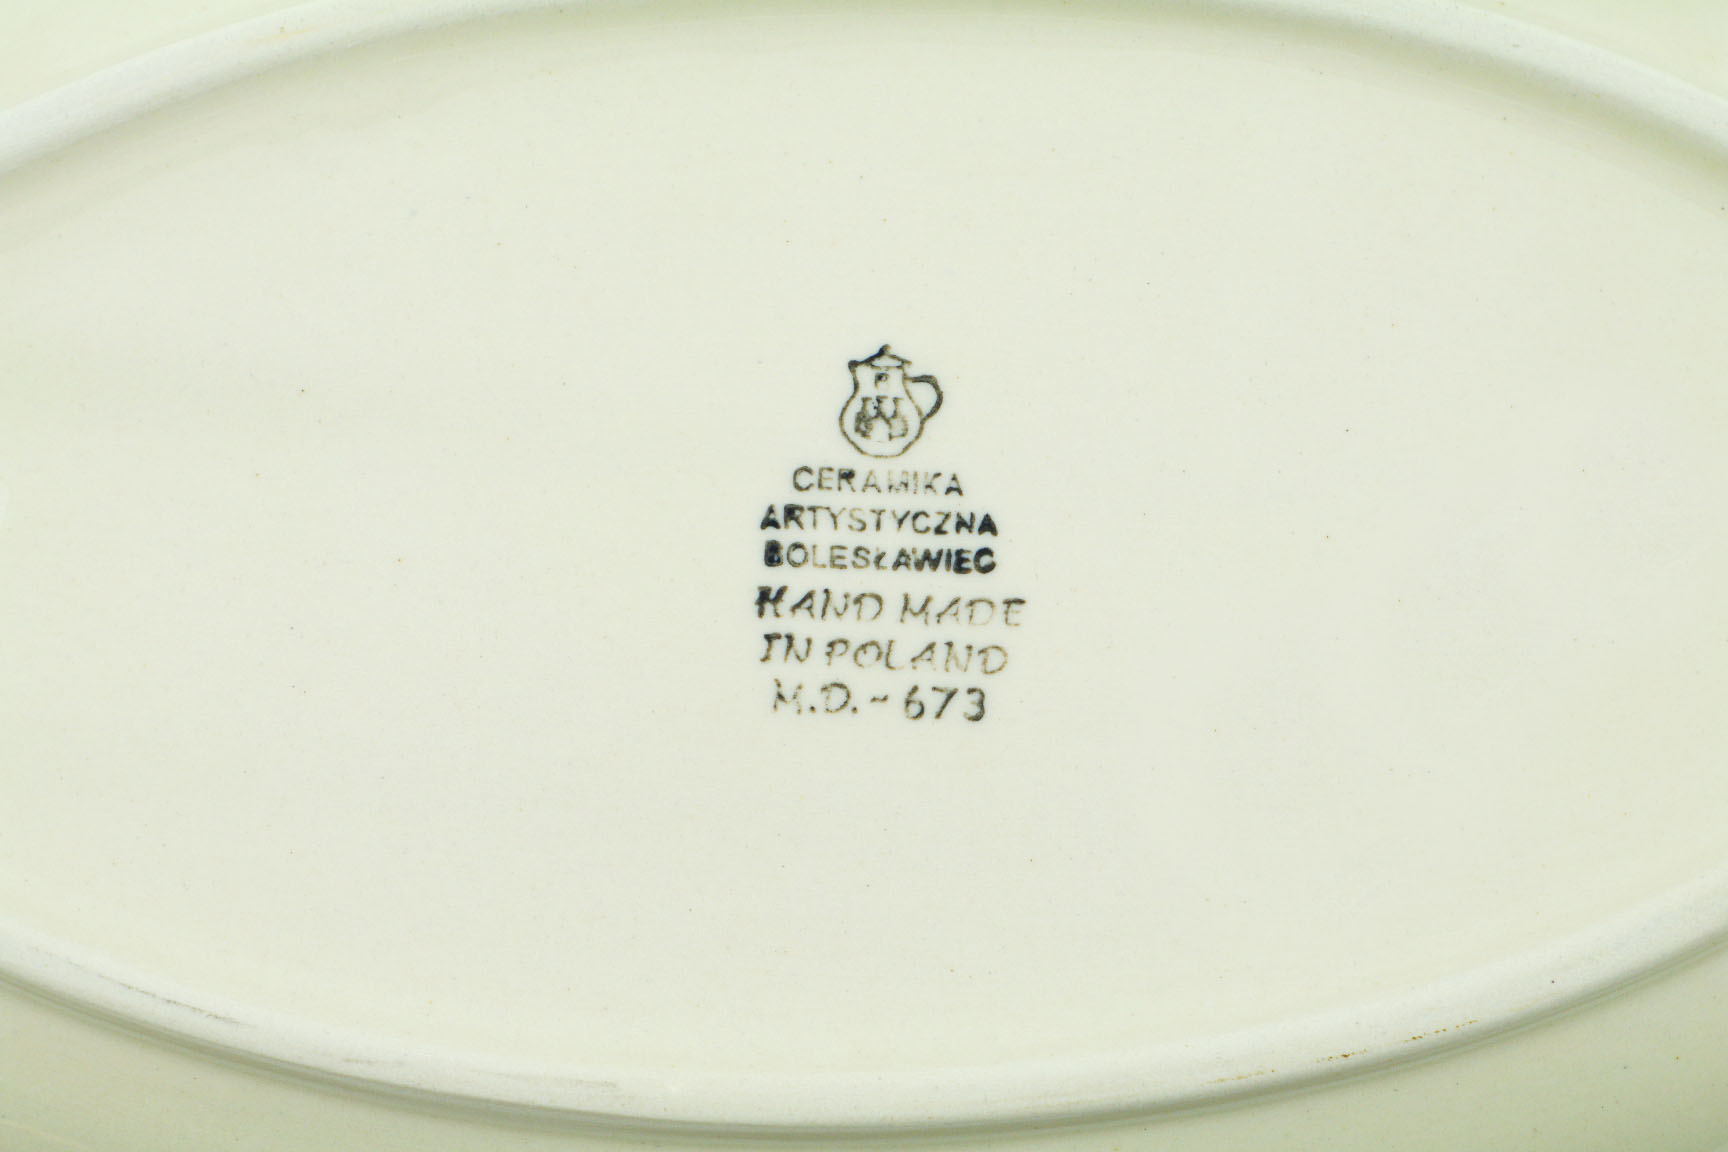 CERAMIKA
ARTYSTYCZNA
BOLESŁAWIEC
HAND MADE
IN POLAND
M.D. - 673